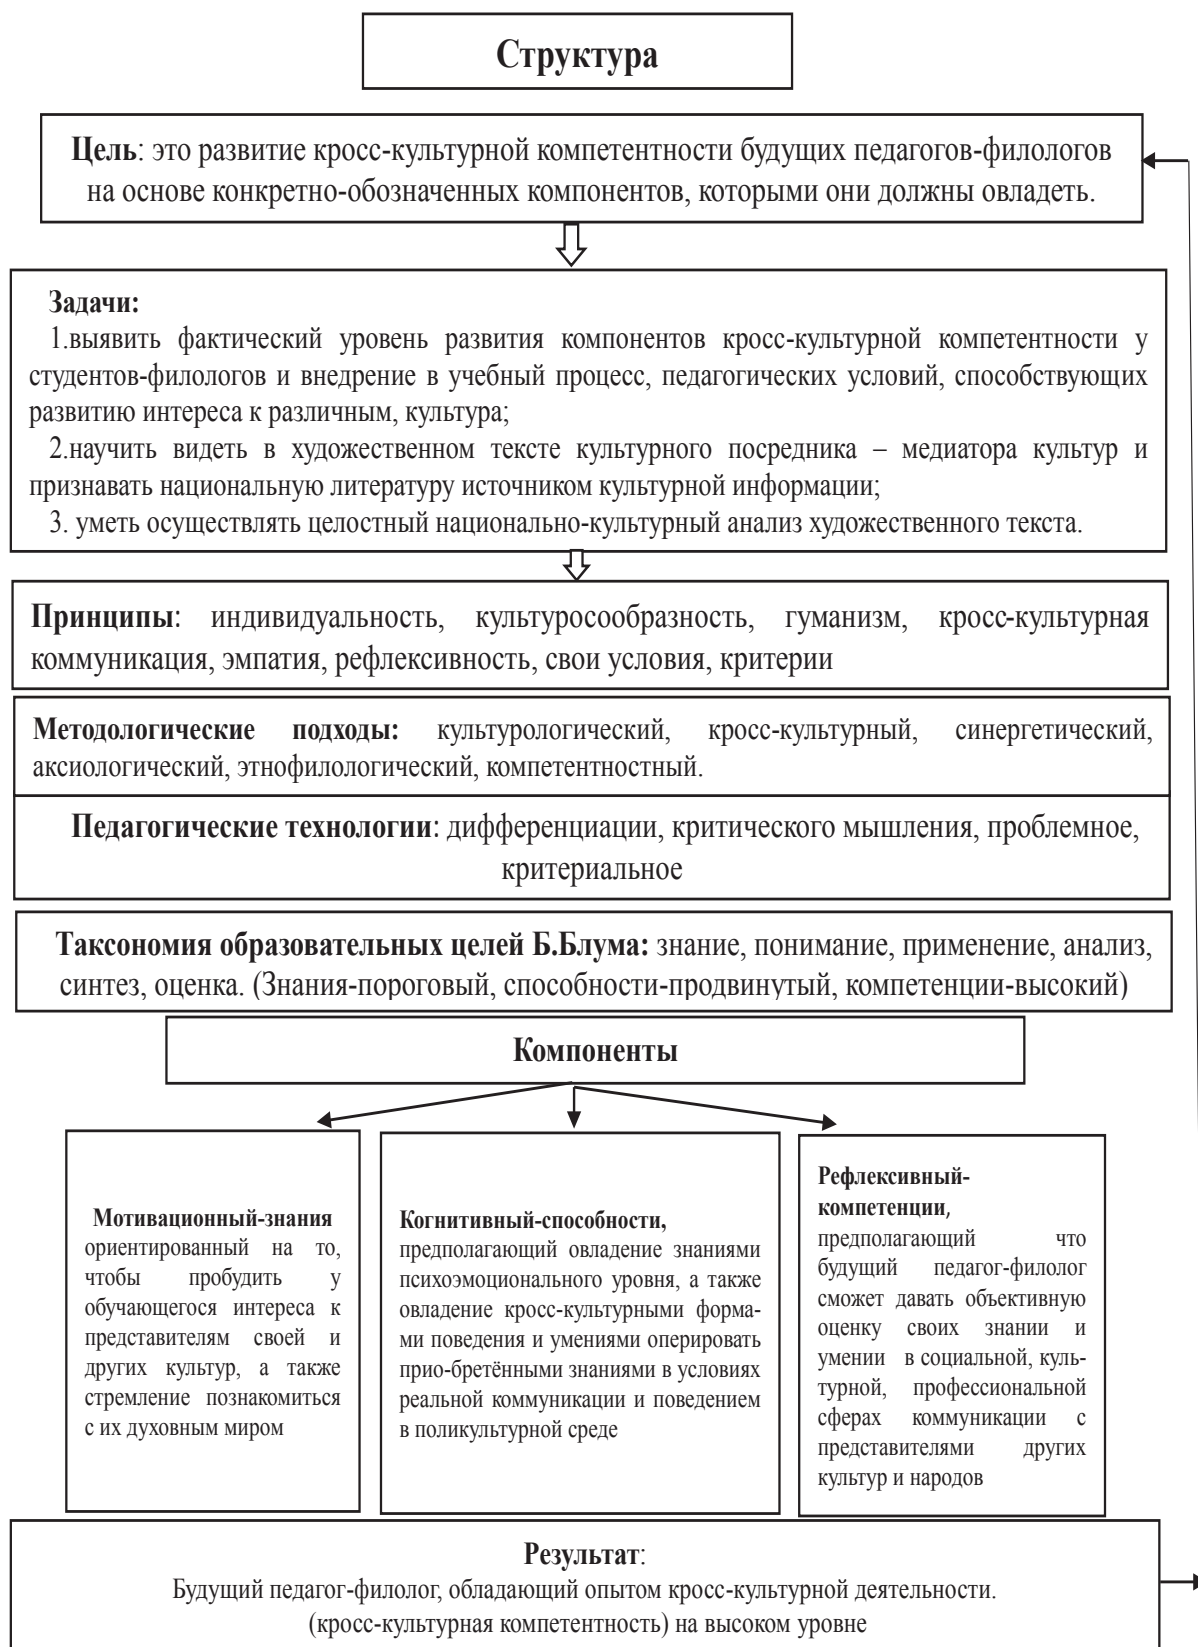 Структура
Цель: это развитие кросс-культурной компетентности будущих педагогов-филологов
на основе конкретно-обозначенных компонентов, которыми они должны овладеть.
Задачи:
1.выявить фактический уровень развития компонентов кросс-культурной компетентности у
студентов-филологов и внедрение в учебный процесс, педагогических условий, способствующих
развитию интереса к различным, культура;
2.научить видеть в художественном тексте культурного посредника – медиатора культур и
признавать национальную литературу источником культурной информации;
3. уметь осуществлять целостный национально-культурный анализ художественного текста.
Принципы: индивидуальность, культуросообразность, гуманизм, кросс-культурная
коммуникация, эмпатия, рефлексивность, свои условия, критерии
Методологические подходы: культурологический, кросс-культурный, синергетический,
аксиологический, этнофилологический, компетентностный.
Педагогические технологии: дифференциации, критического мышления, проблемное,
критериальное
Таксономия образовательных целей Б.Блума: знание, понимание, применение, анализ,
синтез, оценка. (Знания-пороговый, способности-продвинутый, компетенции-высокий)
Компоненты
Мотивационный-знания
ориентированный на то,
чтобы пробудить у
обучающегося интереса к
представителям своей и
других культур, а также
стремление познакомиться
с их духовным миром
Когнитивный-способности,
предполагающий овладение знаниями
психоэмоционального уровня, а также
овладение кросс-культурными форма-
ми поведения и умениями оперировать
прио-бретёнными знаниями в условиях
реальной коммуникации и поведением
в поликультурной среде
Рефлексивный-
компетенции,
предполагающий что
будущий педагог-филолог
сможет давать объективную
оценку своих знании и
умении в социальной, куль-
турной, профессиональной
сферах коммуникации с
представителями других
культур и народов
Результат:
Будущий педагог-филолог, обладающий опытом кросс-культурной деятельности.
(кросс-культурная компетентность) на высоком уровне